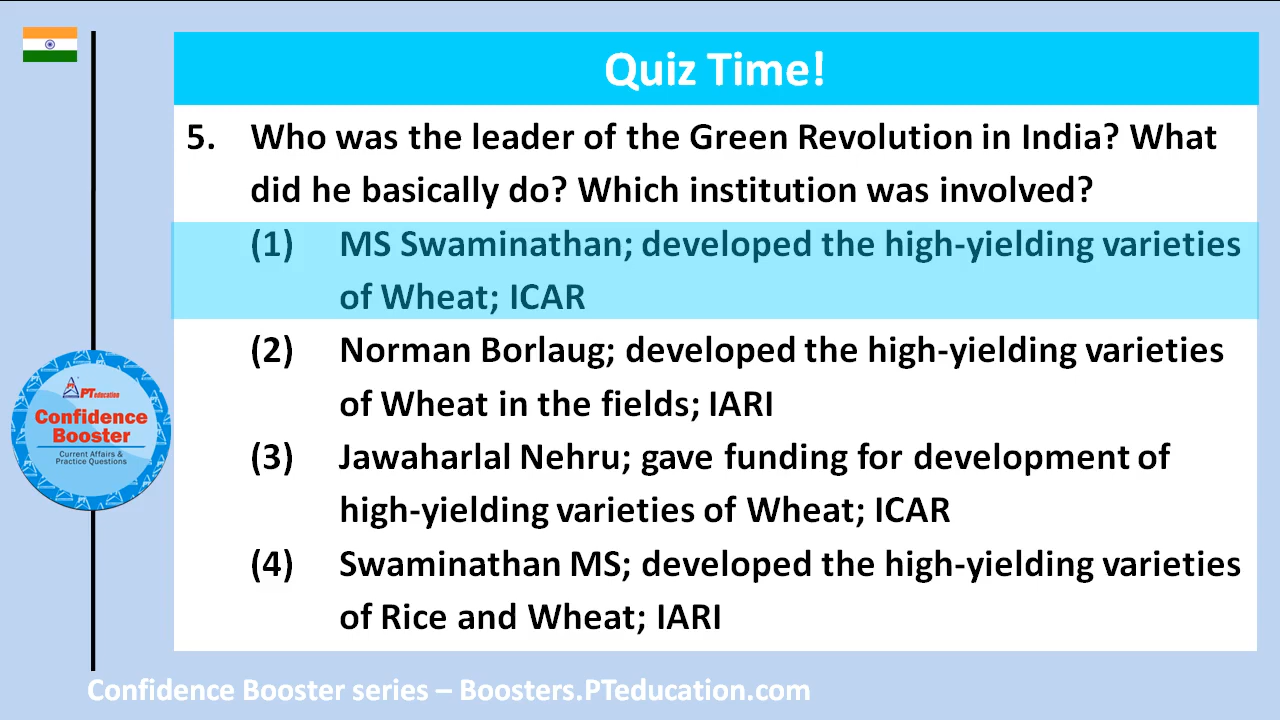 Quiz Time!
5. Who was the leader of the Green Revolution in India? What
did he basically do? Which institution was involved?
(1) MS Swaminathan; developed the high-yielding varieties
of Wheat; ICAR
(2) Norman Borlaug; developed the high-yielding varieties
of Wheat in the fields; IARI
(3) Jawaharlal Nehru; gave funding for development of
high-yielding varieties of Wheat; ICAR
(4) Swaminathan MS; developed the high-yielding varieties
of Rice and Wheat; IARI
PTeducation
Confidence
Booster
Current Affairs &
Practice Questions
Confidence Booster series – Boosters.PTeducation.com